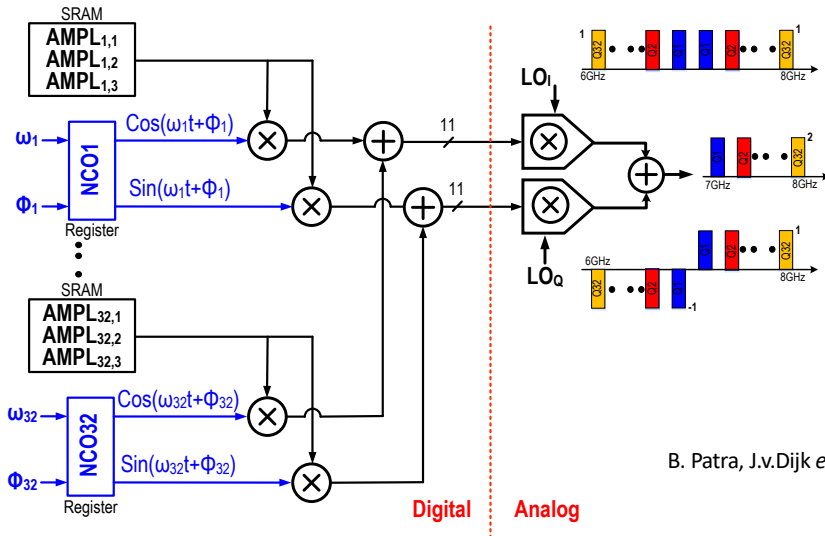 SRAM
AMPL1,1
AMPL1,2
AMPL1,3
ω1
Φ1
NCO1
Register
Cos(ω1t+Φ1)
Sin(ω1t+Φ1)
11
11
SRAM
AMPL32,1
AMPL32,2
AMPL32,3
ω32
Φ32
NCO32
Register
Cos(ω32t+Φ32)
Sin(ω32t+Φ32)
Digital
Analog
LOI
LOQ
1
Q32
Q2
Q1
Q1
Q2
Q32
1
6GHz
8GHz
Q1
Q2
Q32
2
7GHz
8GHz
6GHz
Q32
Q2
Q1
-1
Q1
Q2
Q32
1
8GHz
B. Patra, J.v.Dijk e